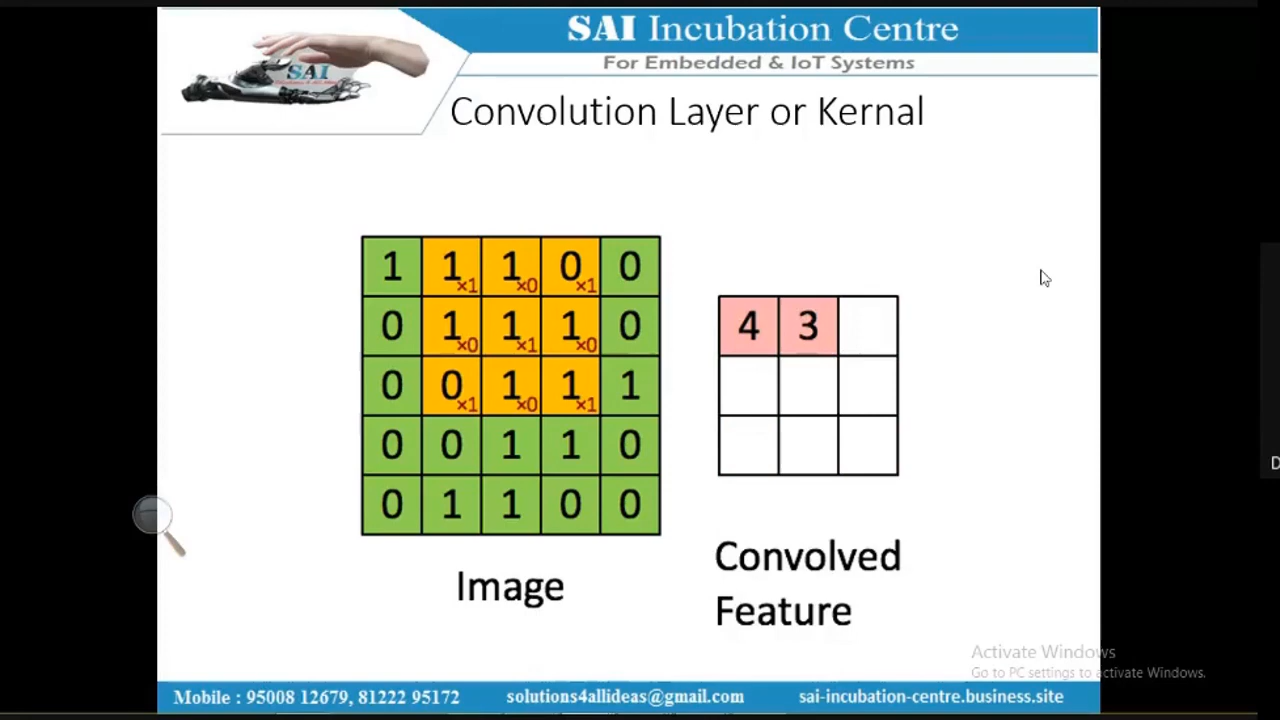 SAI Incubation Centre
For Embedded & IoT Systems
SAI
Convolution Layer or Kernal
1 1×1 1×0 0×1 0
0 1×0 1×1 1×0 0
0 0×1 1×0 1×1 1
0 0 1 1 0
0 1 1 0 0
4 3
Image
Convolved
Feature
D
Activate Windows
Go to PC settings to activate Windows.
Mobile : 95008 12679, 81222 95172 solutions4allideas@gmail.com sai-incubation-centre.business.site